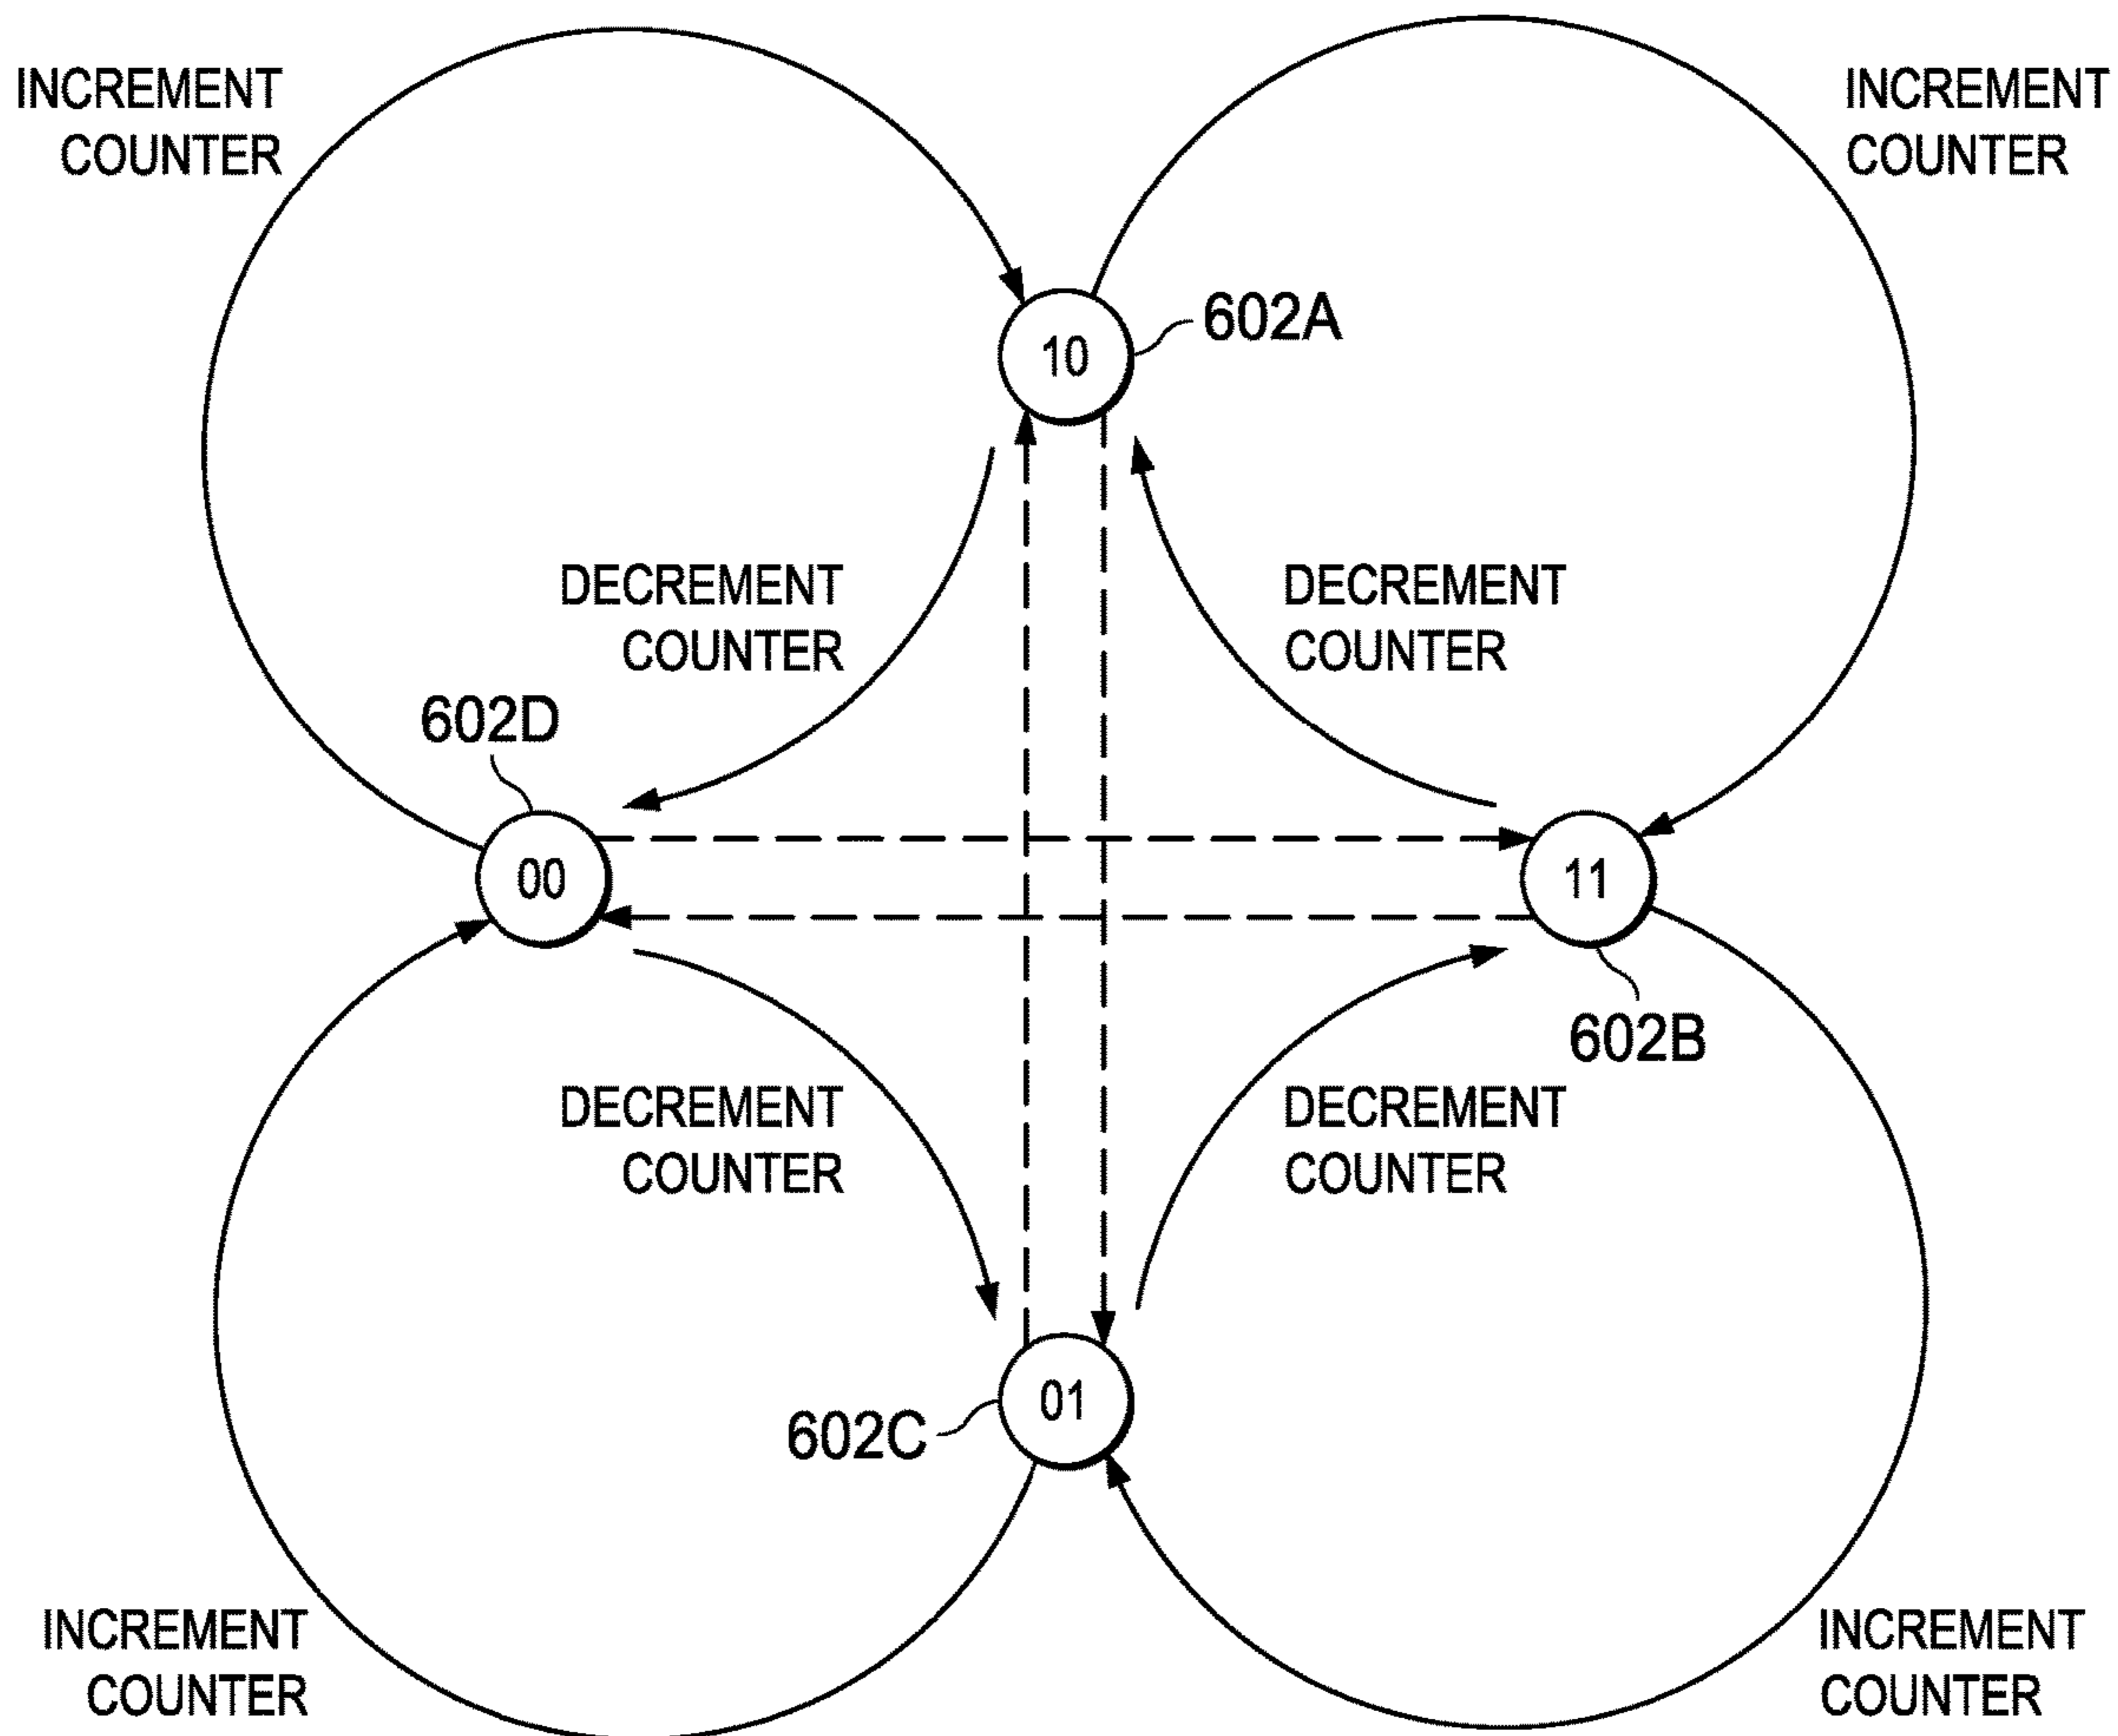 INCREMENT
COUNTER
INCREMENT
COUNTER
602A
10
DECREMENT
COUNTER
DECREMENT
COUNTER
602D
00
11
602B
DECREMENT
COUNTER
DECREMENT
COUNTER
01
602C
INCREMENT
COUNTER
INCREMENT
COUNTER